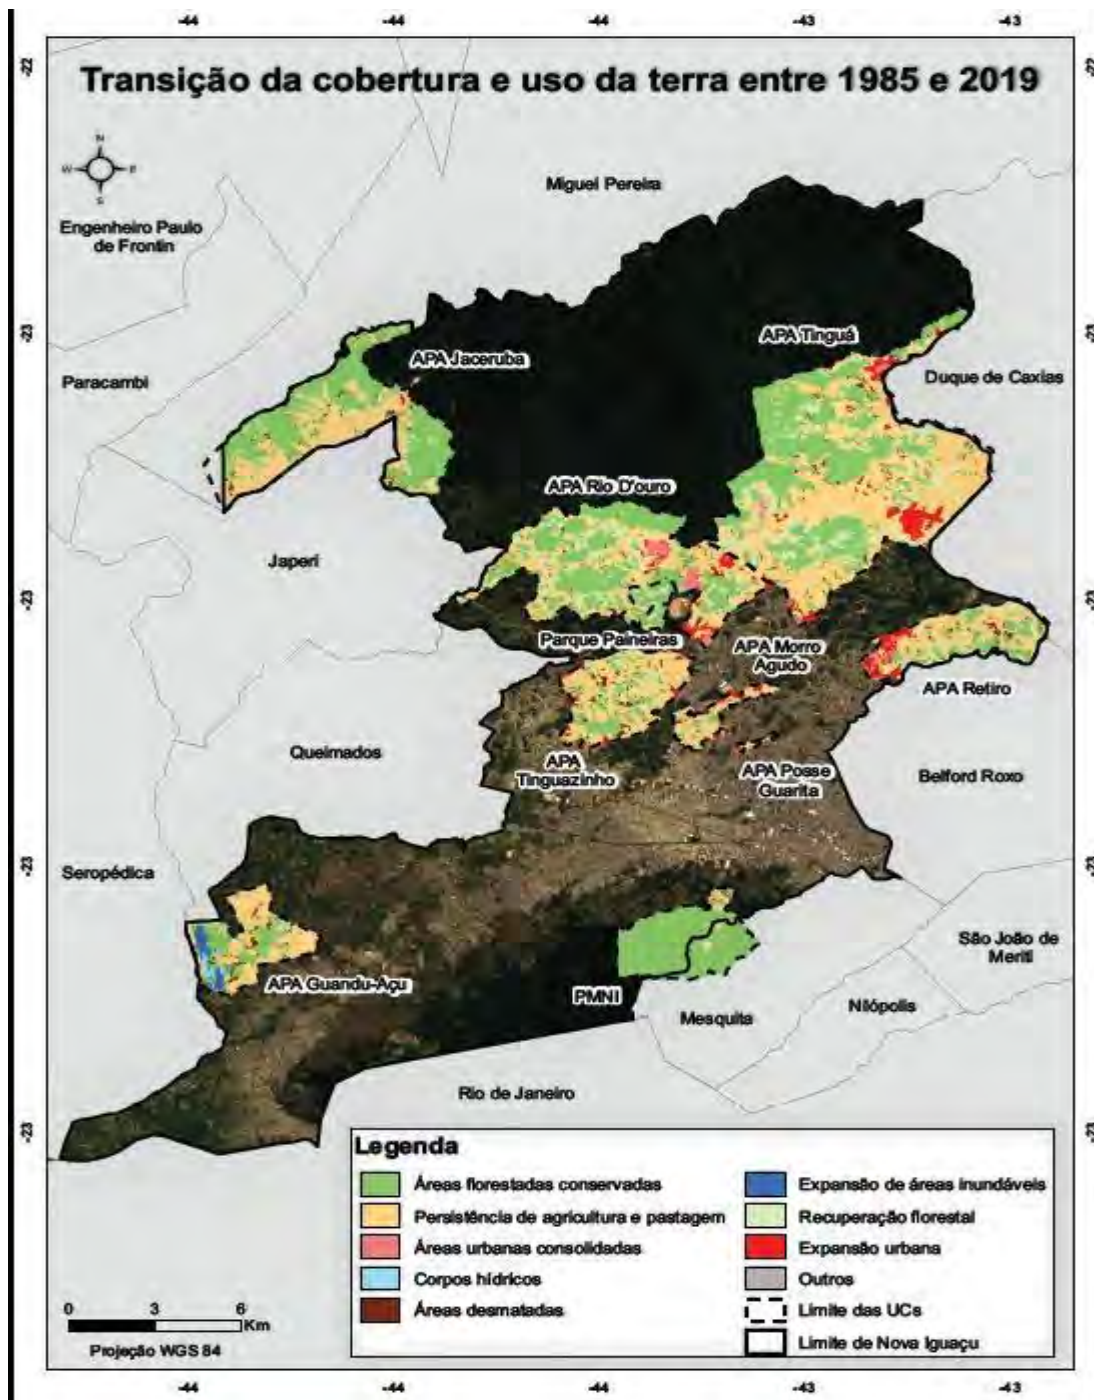 -44 -44 -44 -43 -43
-22 -22
Transição da cobertura e uso da terra entre 1985 e 2019
N
W E
S
Miguel Pereira
Engenheiro Paulo
de Frontin
-23 -23
APA Tinguá
APA Jaceruba
Paracambi
Duque de Caxias
APA Rio D'ouro
Japeri
-23 -23
Parque Paineiras
APA Morro
Agudo
APA Retiro
Queimados
APA
Tinguazinho
APA Posse
Guarita
Belford Roxo
Seropédica
-23 -23
São João de
Meriti
APA Guandu-Açu
PMNI
Mesquita
Nilópolis
Rio de Janeiro
-23 -23
Legenda
Áreas florestadas conservadas
Persistência de agricultura e pastagem
Áreas urbanas consolidadas
Corpos hídricos
Áreas desmatadas
Expansão de áreas inundáveis
Recuperação florestal
Expansão urbana
Outros
Limite das UCs
Limite de Nova Iguaçu
0 3 6
Km
Projeção WGS 84
-44 -44 -44 -43 -43